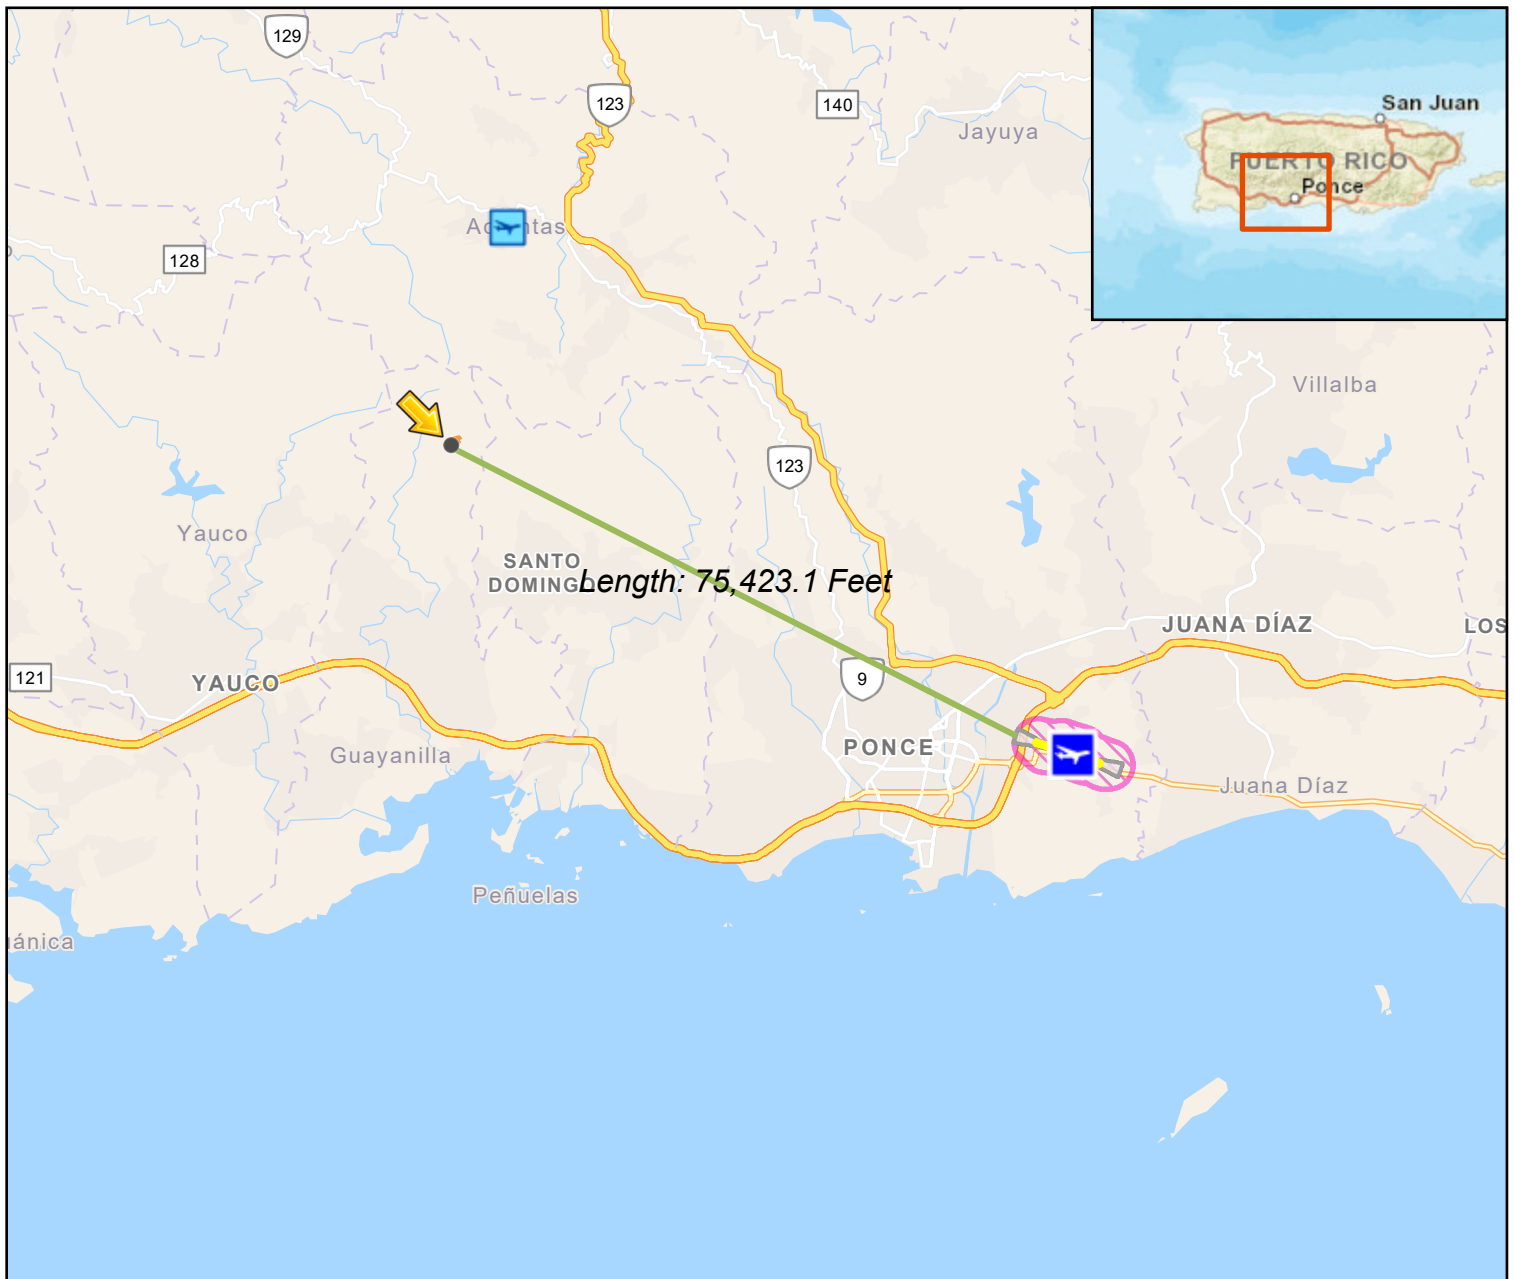 129
123
140
Jayuya
San Juan
PUERTO RICO
Ponce
128
Villalba
123
Yauco
SANTO
Length: 75,423.1 Feet
JUANA DÍAZ
LOS
121
YAUCO
9
PONCE
Guayanilla
Juana Díaz
Peñuelas